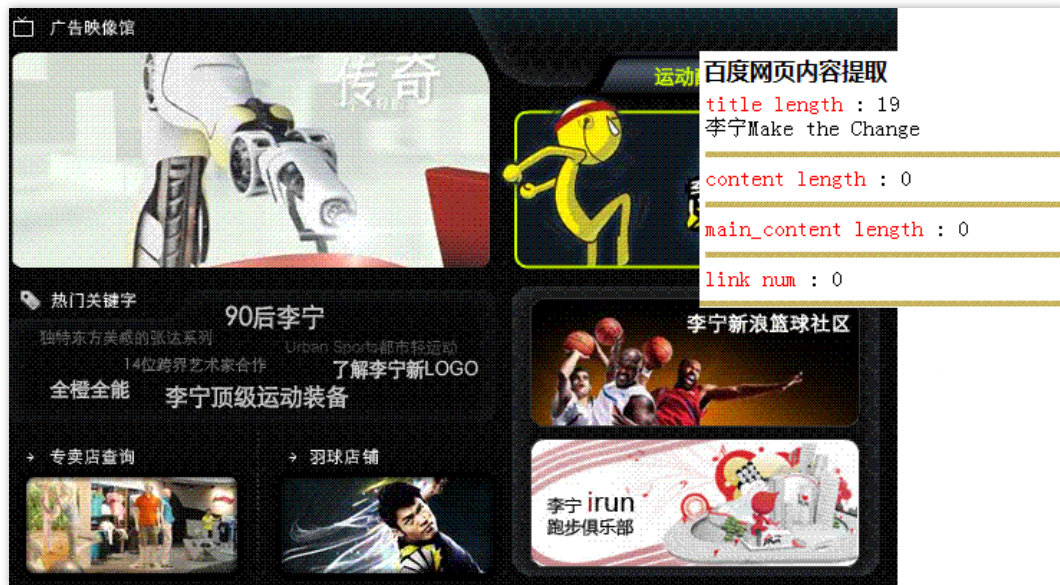 广告映像馆
传奇
运动
百度网页内容提取
title length : 19
李宁Make the Change
content length : 0
main_content length : 0
link num : 0
热门关键字
90后李宁
独特东方美感的张达系列
Urban Sports都市轻运动
14位跨界艺术家合作
了解李宁新LOGO
全橙全能
李宁顶级运动装备
李宁新浪篮球社区
专卖店查询
羽球店铺
李宁 irun
跑步俱乐部